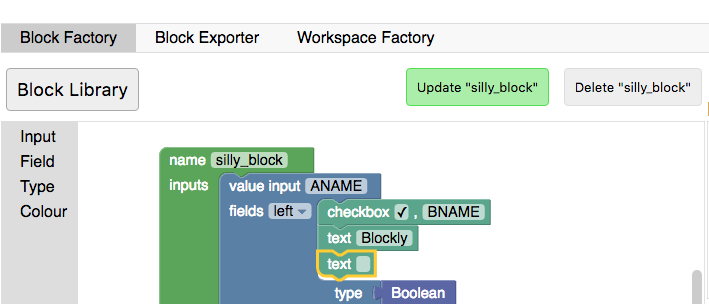 Block Factory Block Exporter Workspace Factory
Block Library Update "silly_block" Delete "silly_block"
Input
Field
Type
Colour
name silly_block
inputs value input ANAME
fields left checkbox ✓ , BNAME
text Blockly
text
type Boolean